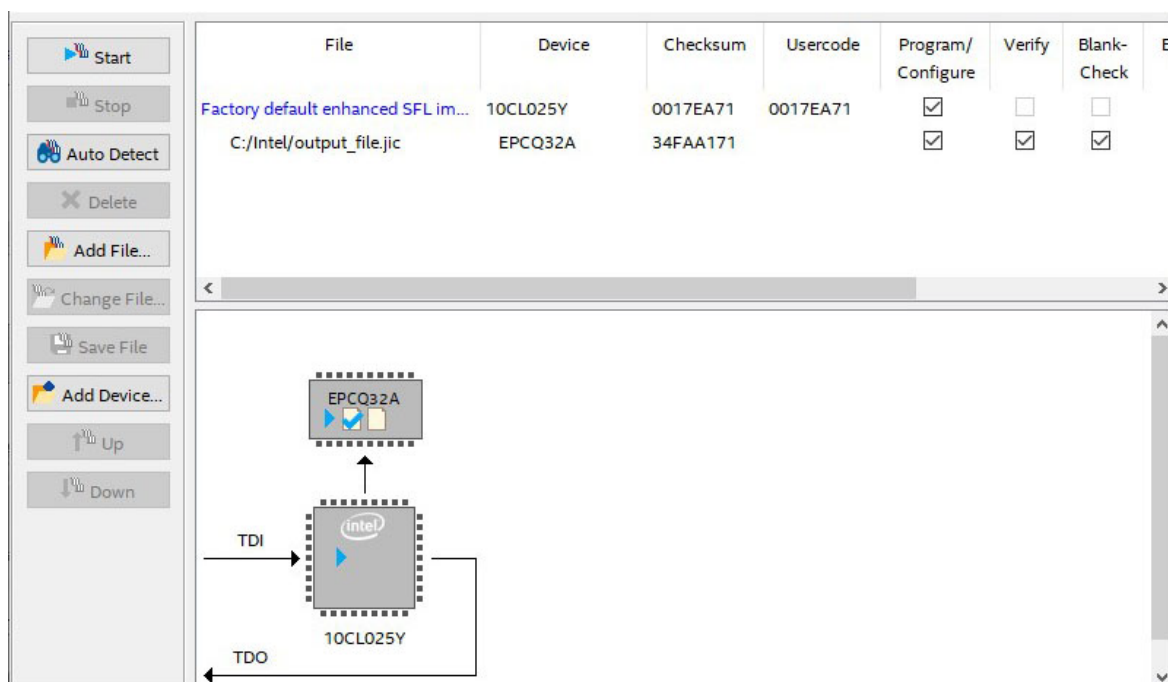 Start
Stop
Auto Detect
Delete
Add File...
Change File...
Save File
Add Device...
Up
Down
File Device Checksum Usercode Program/ Verify Blank- E
Configure Check
Factory default enhanced SFL im... 10CL025Y 0017EA71 0017EA71
C:/Intel/output_file.jic EPCQ32A 34FAA171
EPCQ32A
intel
TDI
10CL025Y
TDO